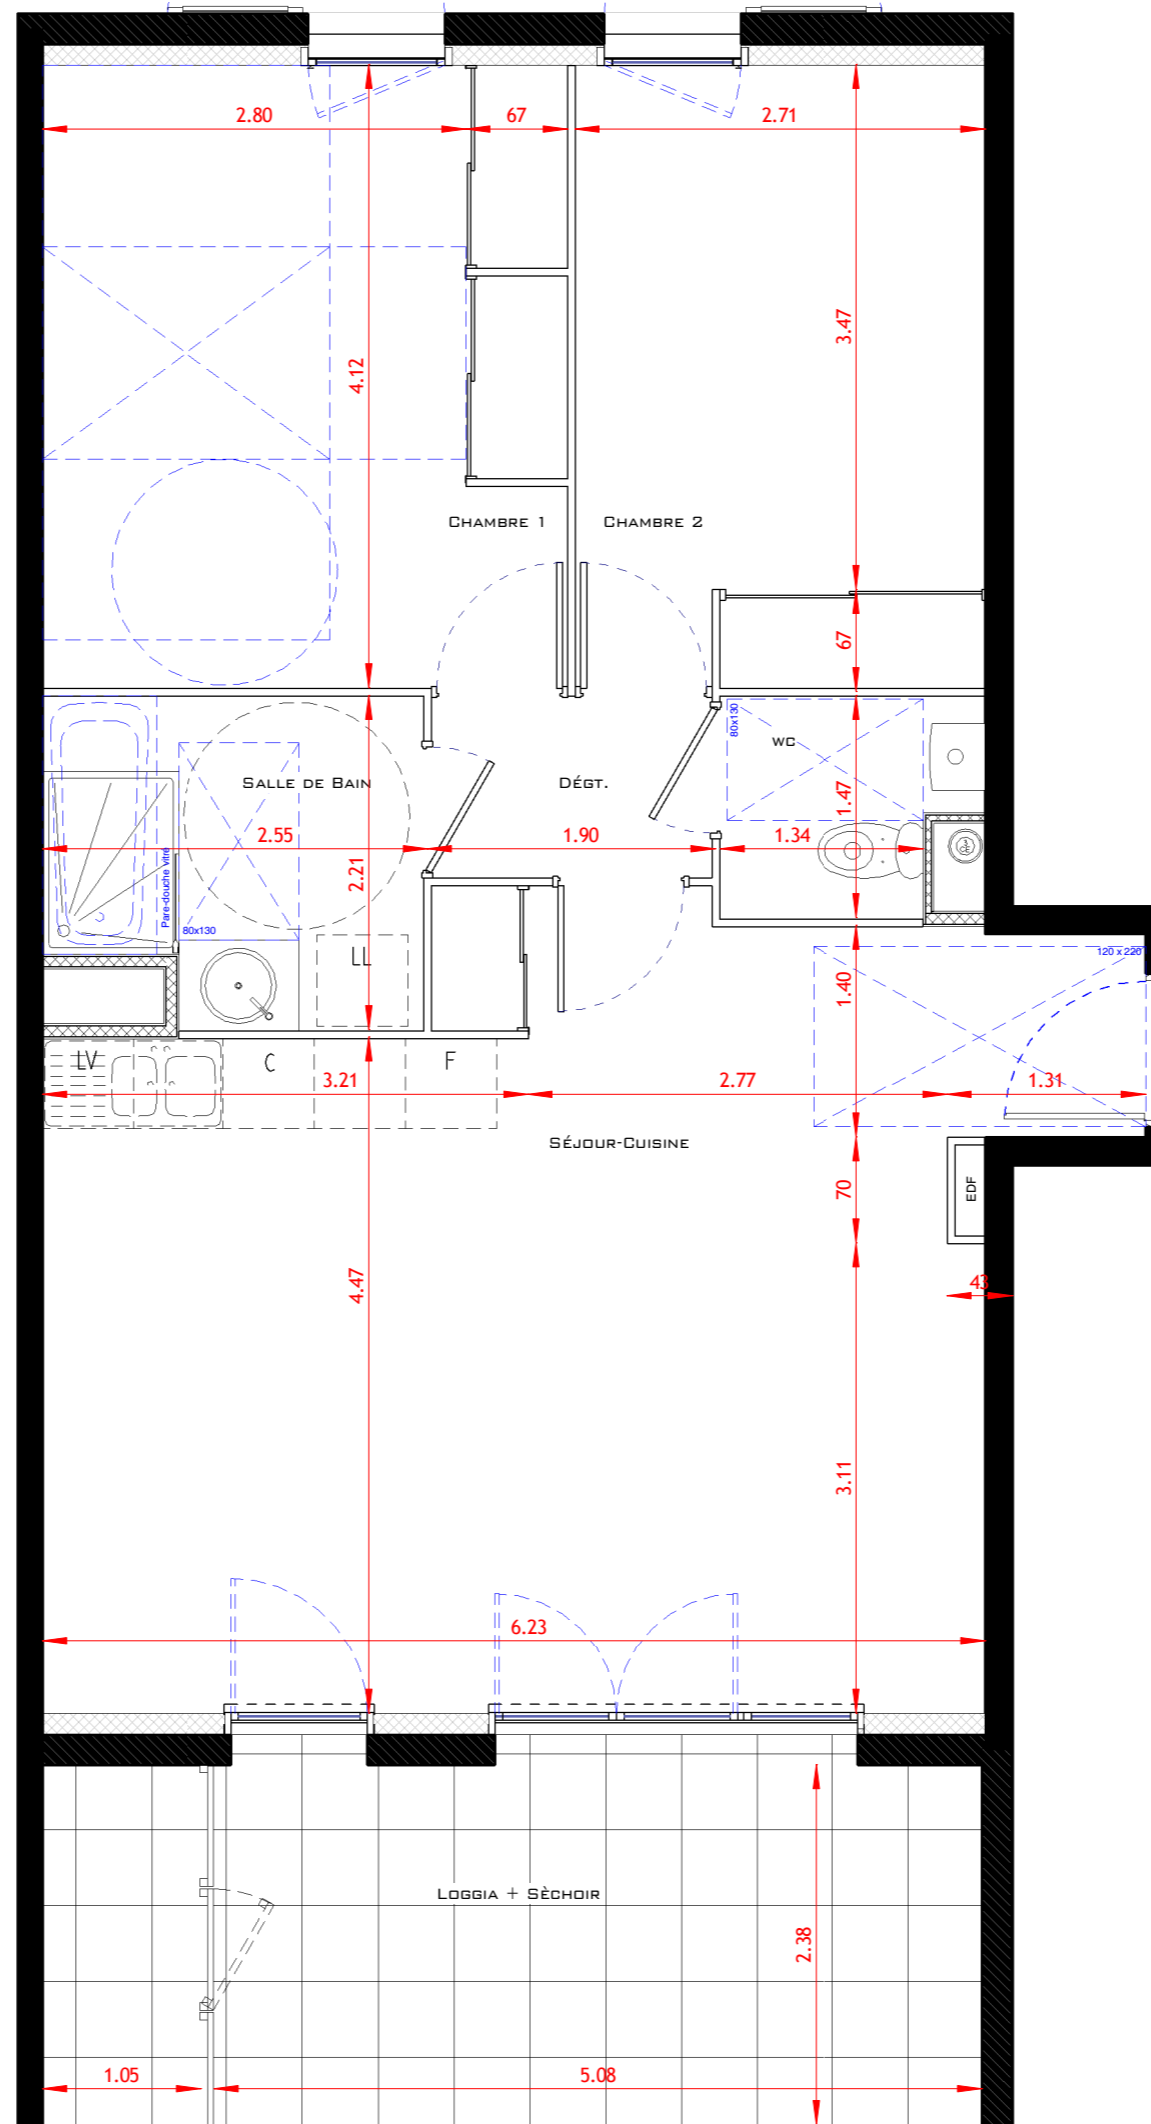 2.80
67
2.71
3.47
4.12
CHAMBRE 1
CHAMBRE 2
67
80x130
WC
SALLE DE BAIN
DÉGT.
1.47
2.55
1.90
1.34
2.21
Pare-douche vitré
80x130
LL
1.40
120 x 220
LV
C
F
3.21
2.77
1.31
SÉJOUR-CUISINE
70
EDF
43
4.47
3.11
6.23
LOGGIA + SÈCHOIR
2.38
1.05
5.08